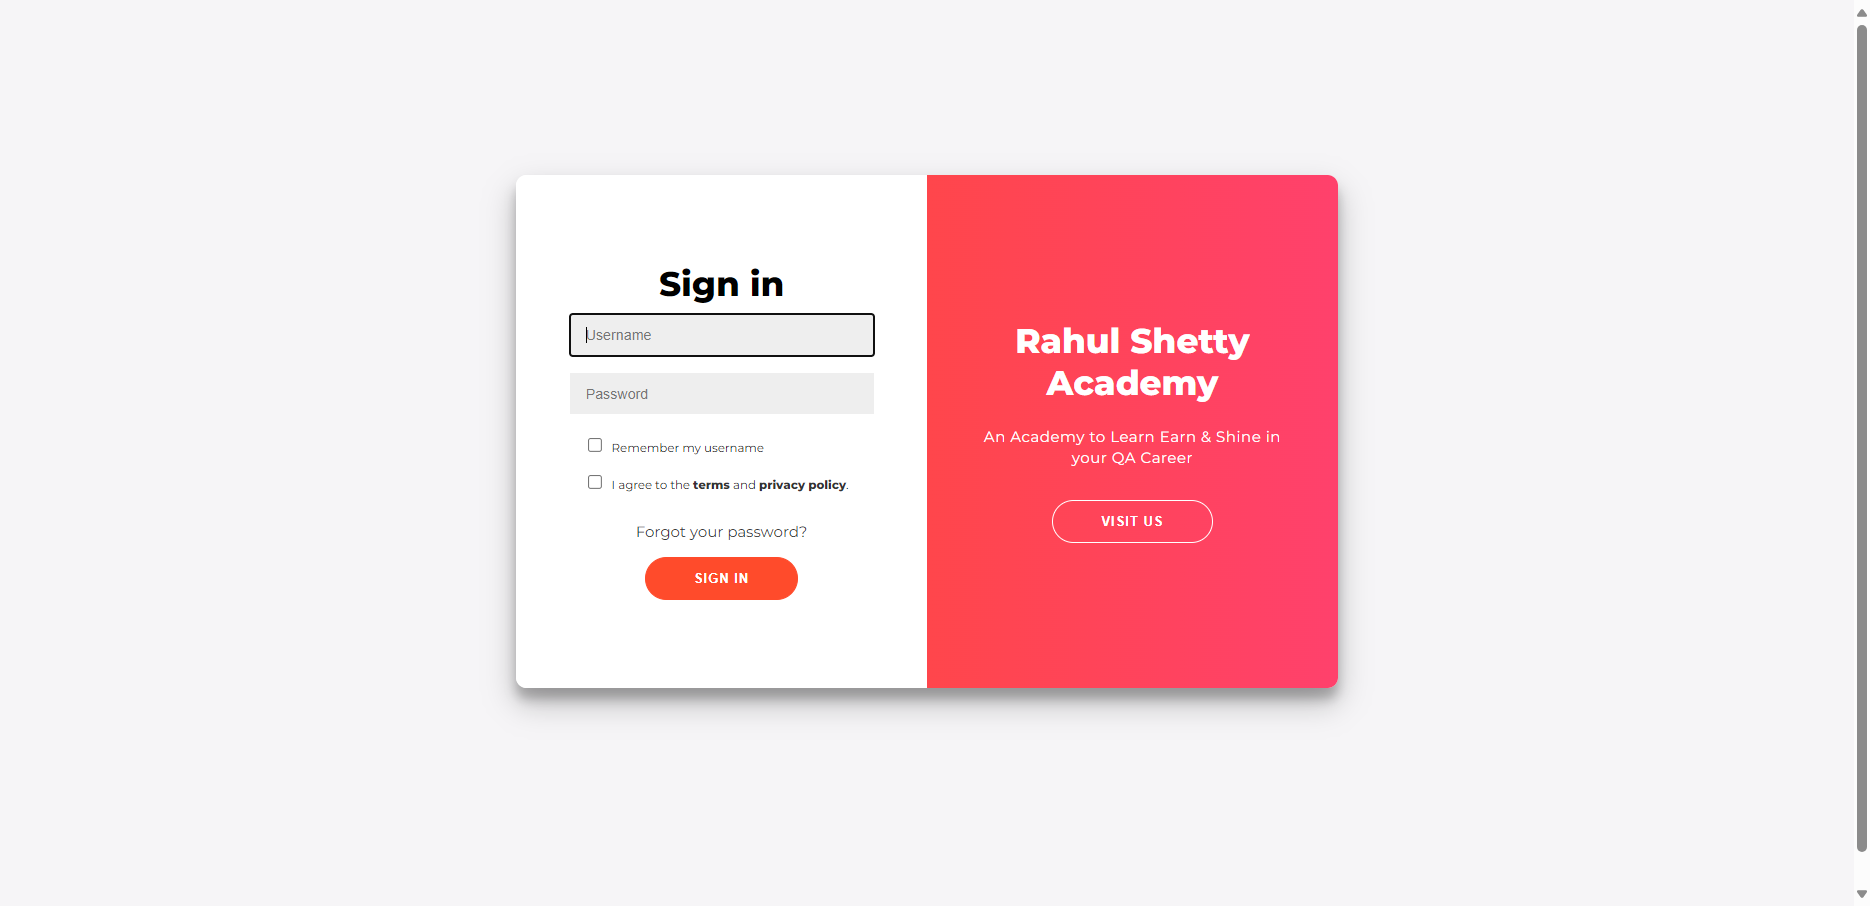 Sign in
Username
Password
Remember my username
I agree to the terms and privacy policy.
Forgot your password?
SIGN IN
Rahul Shetty
Academy
An Academy to Learn Earn & Shine in
your QA Career
VISIT US